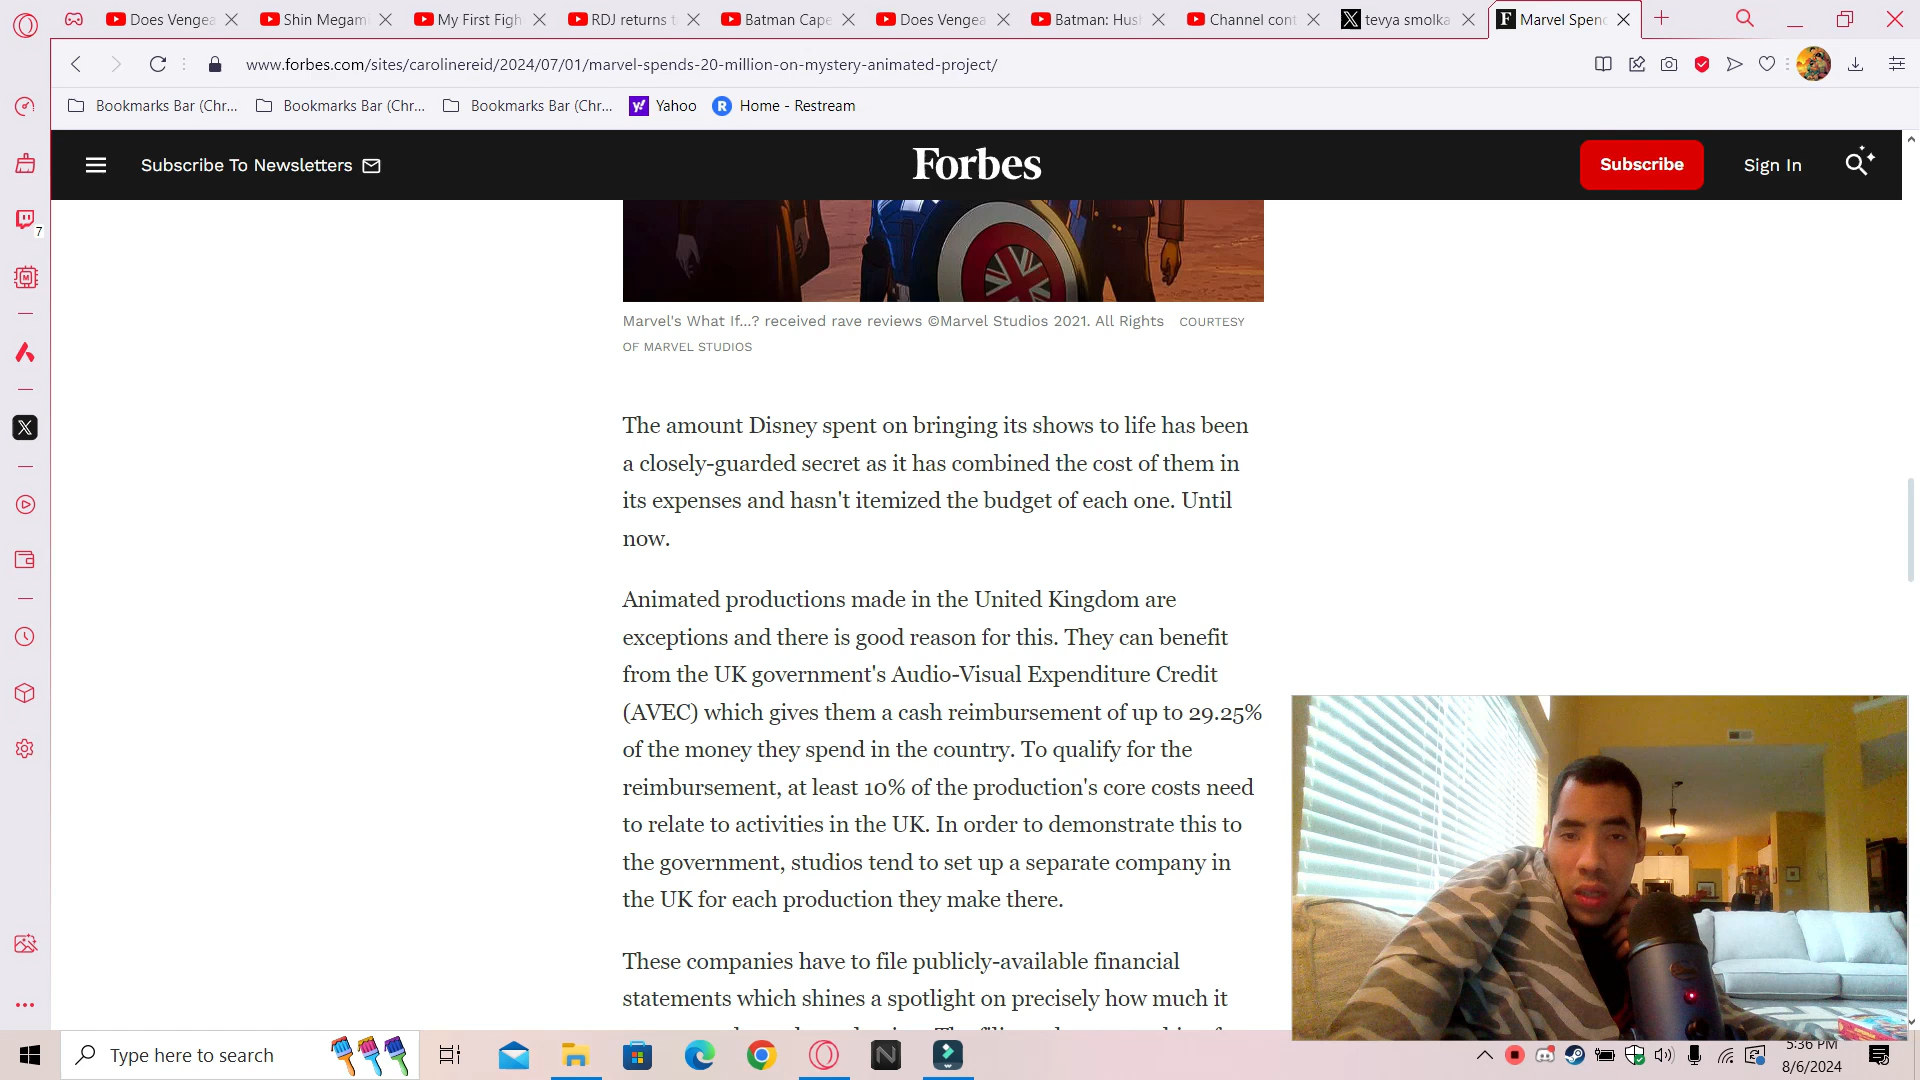 Does Vengea
Shin Megam
My First Figh
RDJ returns t
Batman Cape
Does Vengea
Batman: Hus
Channel cont
tevya smolka
Marvel Spend
www.forbes.com/sites/carolinereid/2024/07/01/marvel-spends-20-million-on-mystery-animated-project/
Bookmarks Bar (Chr...
Bookmarks Bar (Chr...
Bookmarks Bar (Chr...
Yahoo
Home - Restream
Subscribe To Newsletters
Forbes
Subscribe
Sign In
7
Marvel's What If...? received rave reviews ©Marvel Studios 2021. All Rights COURTESY
OF MARVEL STUDIOS
The amount Disney spent on bringing its shows to life has been
a closely-guarded secret as it has combined the cost of them in
its expenses and hasn't itemized the budget of each one. Until
now.
Animated productions made in the United Kingdom are
exceptions and there is good reason for this. They can benefit
from the UK government's Audio-Visual Expenditure Credit
(AVEC) which gives them a cash reimbursement of up to 29.25%
of the money they spend in the country. To qualify for the
reimbursement, at least 10% of the production's core costs need
to relate to activities in the UK. In order to demonstrate this to
the government, studios tend to set up a separate company in
the UK for each production they make there.
These companies have to file publicly-available financial
statements which shines a spotlight on precisely how much it
Type here to search
5:36 PM
8/6/2024